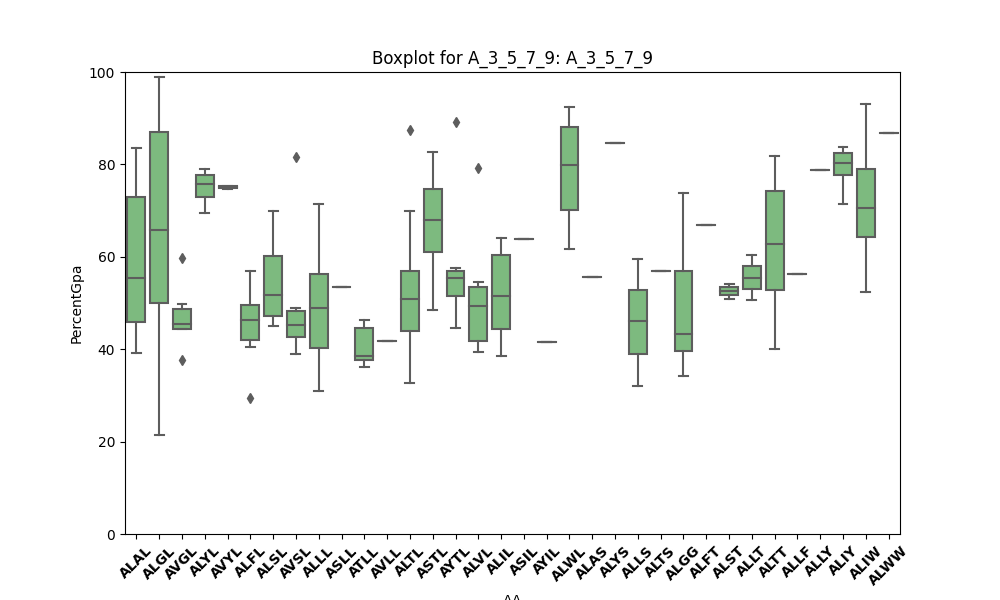 Boxplot for A_3_5_7_9: A_3_5_7_9
100
80
60
40
20
0
PercentGpa
ALAL ALGL AVGL ALYL AVYL ALFL ALSL AVSL ALLL ASLL ATLL AVLL ALTL ASTL AYTL ALVL ALIL ASIL AYIL ALWL ALAS ALYS ALLS ALTS ALGG ALFT ALST ALLT ALTT ALLF ALLY ALIY ALIW ALWW
AA